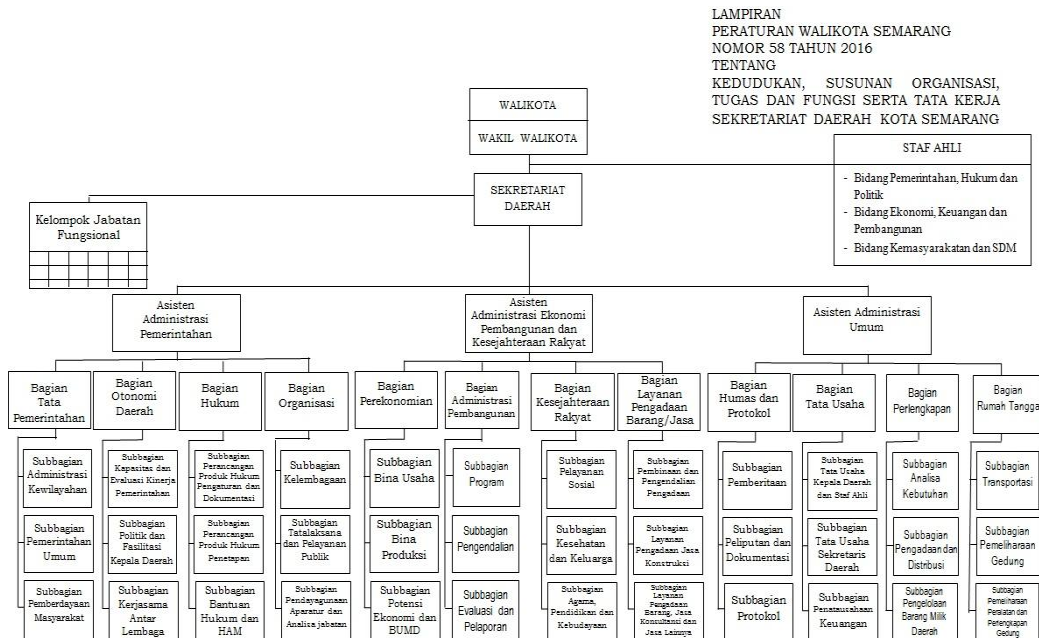 LAMPIRAN
PERATURAN WALIKOTA SEMARANG
NOMOR 58 TAHUN 2016
TENTANG
KEDUDUKAN, SUSUNAN ORGANISASI,
TUGAS DAN FUNGSI SERTA TATA KERJA
SEKRETARIAT DAERAH KOTA SEMARANG
WALIKOTA
WAKIL WALIKOTA
STAF AHLI
- Bidang Pemerintahan, Hukum dan
Politik
- Bidang Ekonomi, Keuangan dan
Pembangunan
- Bidang Kemasyarakatan dan SDM
SEKRETARIAT
DAERAH
Kelompok Jabatan
Fungsional
Asisten
Administrasi
Pemerintahan
Asisten
Administrasi Ekonomi
Pembangunan dan
Kesejahteraan Rakyat
Asisten Administrasi
Umum
Bagian
Tata
Pemerintahan
Bagian
Otonomi
Daerah
Bagian
Hukum
Bagian
Organisasi
Bagian
Perekonomian
Bagian
Administrasi
Pembangunan
Bagian
Kesejahteraan
Rakyat
Bagian
Layanan
Pengadaan
Barang/Jasa
Bagian
Humas dan
Protokol
Bagian
Tata Usaha
Bagian
Perlengkapan
Bagian
Rumah Tangga
Subbagian
Administrasi
Kewilayahan
Subbagian
Kapasitas dan
Evaluasi Kinerja
Pemerintahan
Subbagian
Perancangan
Produk Hukum
Pengaturan dan
Dokumentasi
Subbagian
Kelembagaan
Subbagian
Bina Usaha
Subbagian
Program
Subbagian
Pelayanan
Sosial
Subbagian
Pembinaan dan
Pengendalian
Pengadaan
Subbagian
Pemberitaan
Subbagian
Tata Usaha
Kepala Daerah
dan Staf Ahli
Subbagian
Analisa
Kebutuhan
Subbagian
Transportasi
Subbagian
Pemerintahan
Umum
Subbagian
Politik dan
Fasilitasi
Kepala Daerah
Subbagian
Perancangan
Produk Hukum
Penetapan
Subbagian
Tatalaksana
dan Pelayanan
Publik
Subbagian
Bina
Produksi
Subbagian
Pengendalian
Subbagian
Kesehatan
dan Keluarga
Subbagian
Layanan
Pengadaan Jasa
Konstruksi
Subbagian
Peliputan dan
Dokumentasi
Subbagian
Tata Usaha
Sekretaris
Daerah
Subbagian
Pengadaan dan
Distribusi
Subbagian
Pemeliharaan
Gedung
Subbagian
Pemberdayaan
Masyarakat
Subbagian
Kerjasama
Antar
Lembaga
Subbagian
Bantuan
Hukum dan
HAM
Subbagian
Pendayagunaan
Aparatur dan
Analisa jabatan
Subbagian
Potensi
Ekonomi dan
BUMD
Subbagian
Evaluasi dan
Pelaporan
Subbagian
Agama,
Pendidikan dan
Kebudayaan
Subbagian
Layanan
Pengadaan
Barang, Jasa
Konsultansi dan
Jasa Lainnya
Subbagian
Protokol
Subbagian
Penatausahaan
Keuangan
Subbagian
Pengelolaan
Barang Milik
Daerah
Subbagian
Pemeliharaan
Peralatan dan
Perlengkapan
Gedung